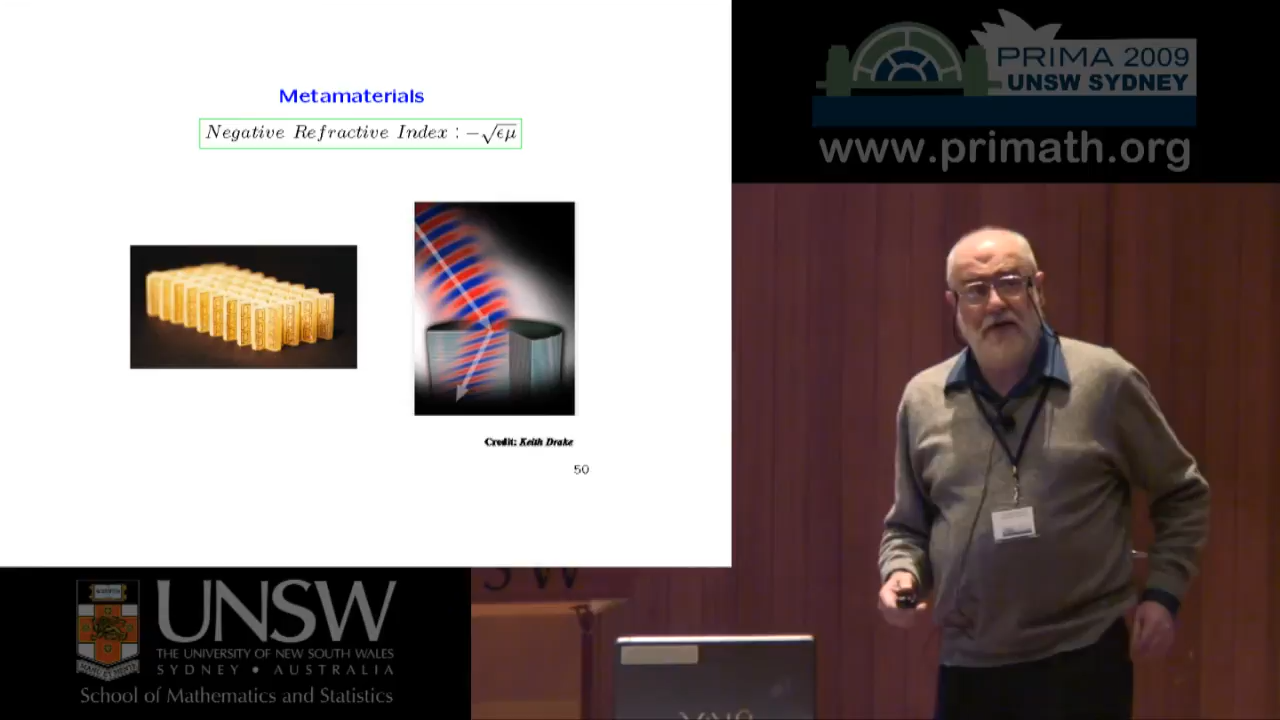 Metamaterials
Negative Refractive Index : −√ϵμ
Credit: Keith Drake
50
PRIMA 2009
UNSW SYDNEY
www.primath.org
UNSW
THE UNIVERSITY OF NEW SOUTH WALES
SYDNEY • AUSTRALIA
School of Mathematics and Statistics
SW